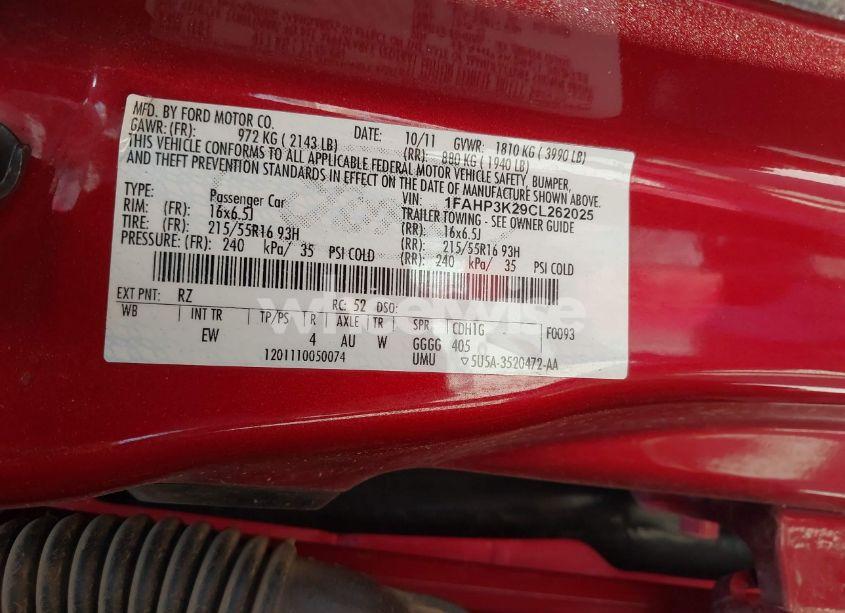 MFD. BY FORD MOTOR CO. DATE: 10/11 GVWR: 1810 KG ( 3990 LB)
GAWR: (FR): 972 KG ( 2143 LB) (RR): 880 KG ( 1940 LB)
THIS VEHICLE CONFORMS TO ALL APPLICABLE FEDERAL MOTOR VEHICLE SAFETY, BUMPER,
AND THEFT PREVENTION STANDARDS IN EFFECT ON THE DATE OF MANUFACTURE SHOWN ABOVE.
VIN: 1FAHP3K29CL262025
TYPE: Passenger Car TRAILER TOWING - SEE OWNER GUIDE
RIM: (FR): 16x6.5J (RR): 16x6.5J
TIRE: (FR): 215/55R16 93H (RR): 215/55R16 93H
PRESSURE: (FR): 240 kPa/ 35 PSI COLD (RR): 240 kPa/ 35 PSI COLD
EXT PNT: RZ RC: 52 DSO:
WB INT TR TP/PS R AXLE TR SPR CDH1G F0093
EW 4 AU W GGGG 405
1201110050074 UMU ▽5U5A-3520472-AA
wisewise